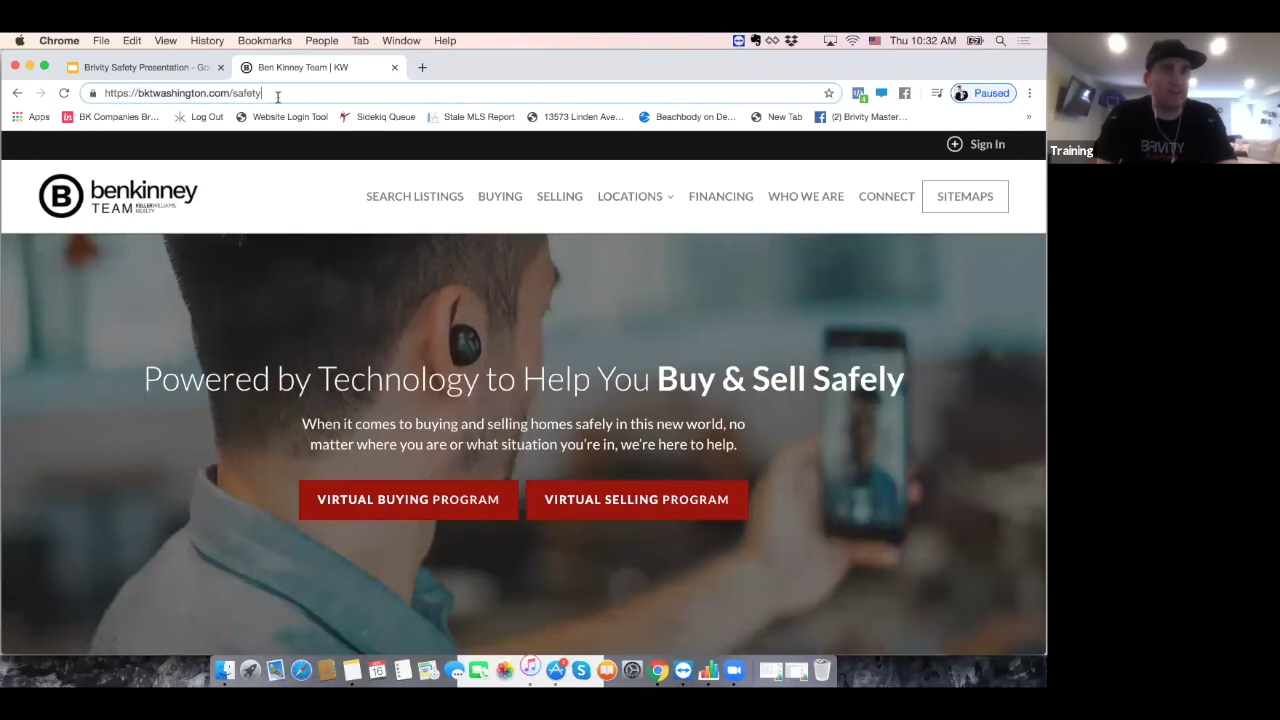 Chrome File Edit View History Bookmarks People Tab Window Help Thu 10:32 AM
Brivity Safety Presentation - Go
Ben Kinney Team | KW
https://bktwashington.com/safety
Paused
Apps BK Companies Br... Log Out Website Login Tool Sidekiq Queue Stale MLS Report 13573 Linden Ave... Beachbody on De... New Tab (2) Brivity Master... »
Sign In
B benkinney
TEAM KELLERWILLIAMS. REALTY
SEARCH LISTINGS BUYING SELLING LOCATIONS FINANCING WHO WE ARE CONNECT SITEMAPS
Powered by Technology to Help You Buy & Sell Safely
When it comes to buying and selling homes safely in this new world, no
matter where you are or what situation you're in, we're here to help.
VIRTUAL BUYING PROGRAM VIRTUAL SELLING PROGRAM
BRIVITY
Training
16